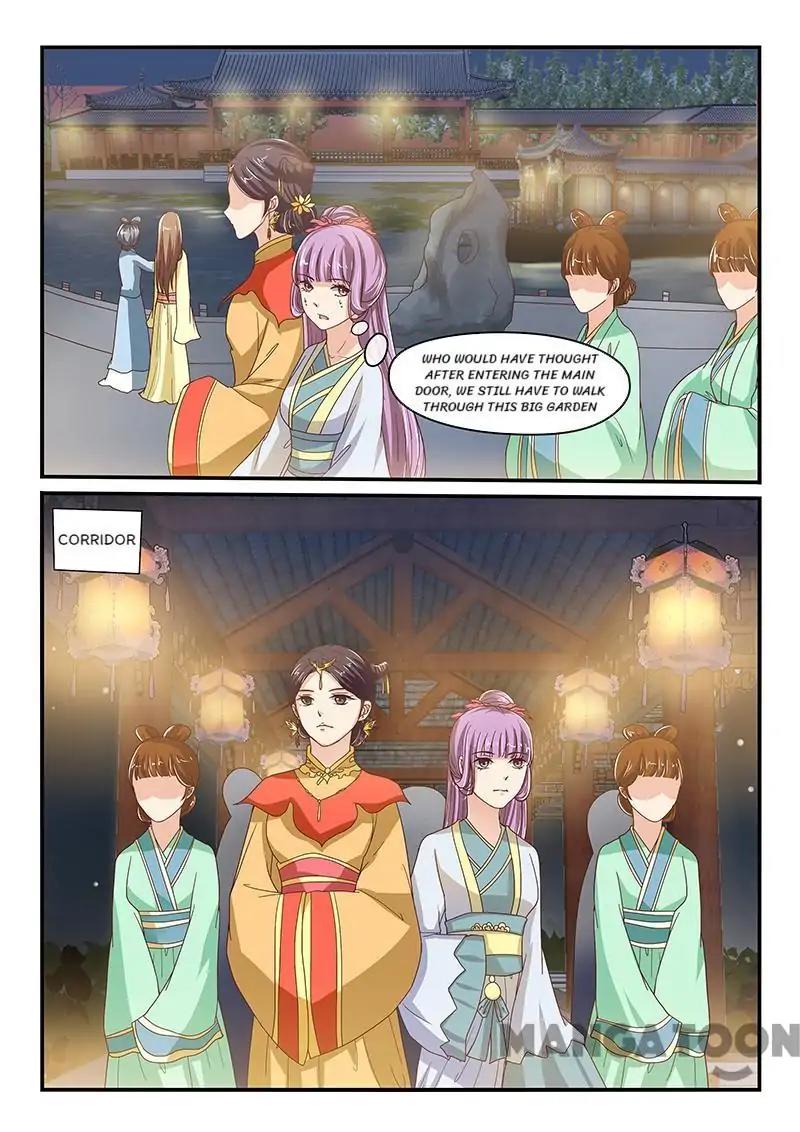 WHO WOULD HAVE THOUGHT
AFTER ENTERING THE MAIN
DOOR, WE STILL HAVE TO WALK
THROUGH THIS BIG GARDEN
CORRIDOR
MANGATOON